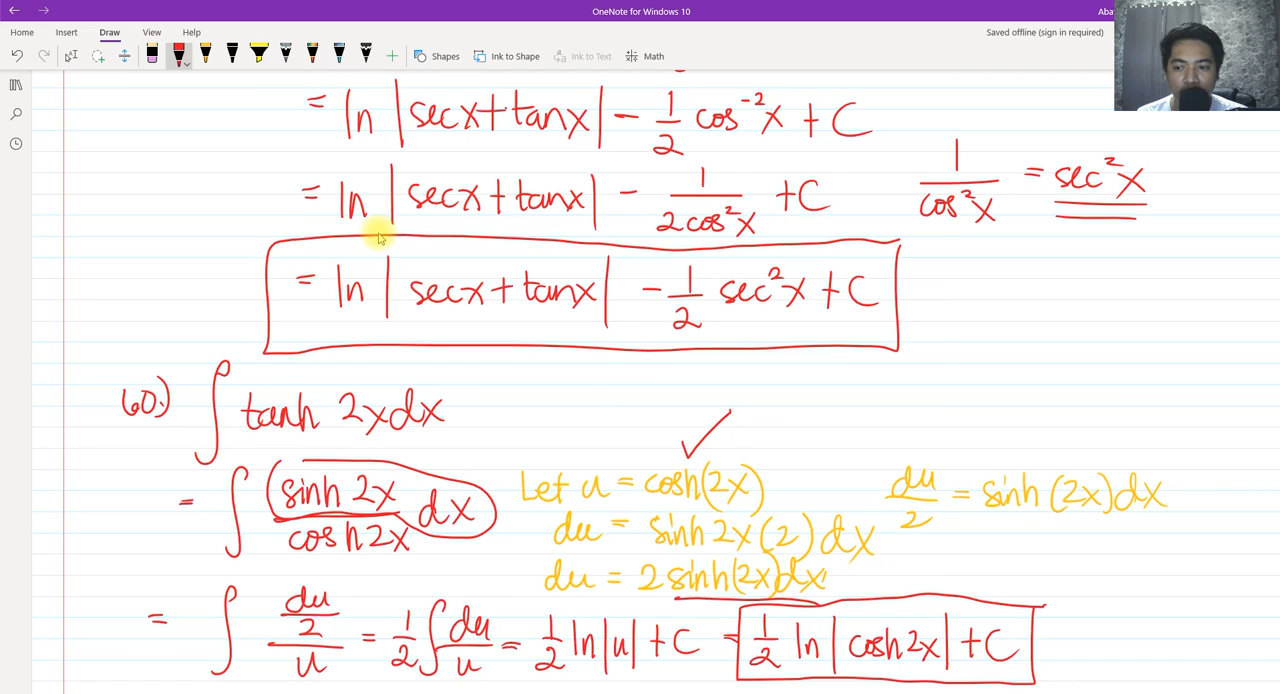 OneNote for Windows 10
Aba
Home Insert Draw View Help
Saved offline (sign in required)
Shapes Ink to Shape Ink to Text Math
= ln |secx+tanx| - 1/2 cos⁻²x + C
= ln |secx+tanx| - 1/(2cos²x) + C
1/(cos²x) = sec²x
= ln |secx+tanx| - 1/2 sec²x + C
60.) ∫ tanh 2xdx
= ∫ (sinh 2x)/(cosh 2x) dx
Let u = cosh(2x)
du = sinh 2x (2) dx
du = 2 sinh(2x)dx
du/2 = sinh(2x)dx
= ∫ (du/2)/u = 1/2 ∫ du/u = 1/2 ln|u| + C = 1/2 ln|cosh2x| + C